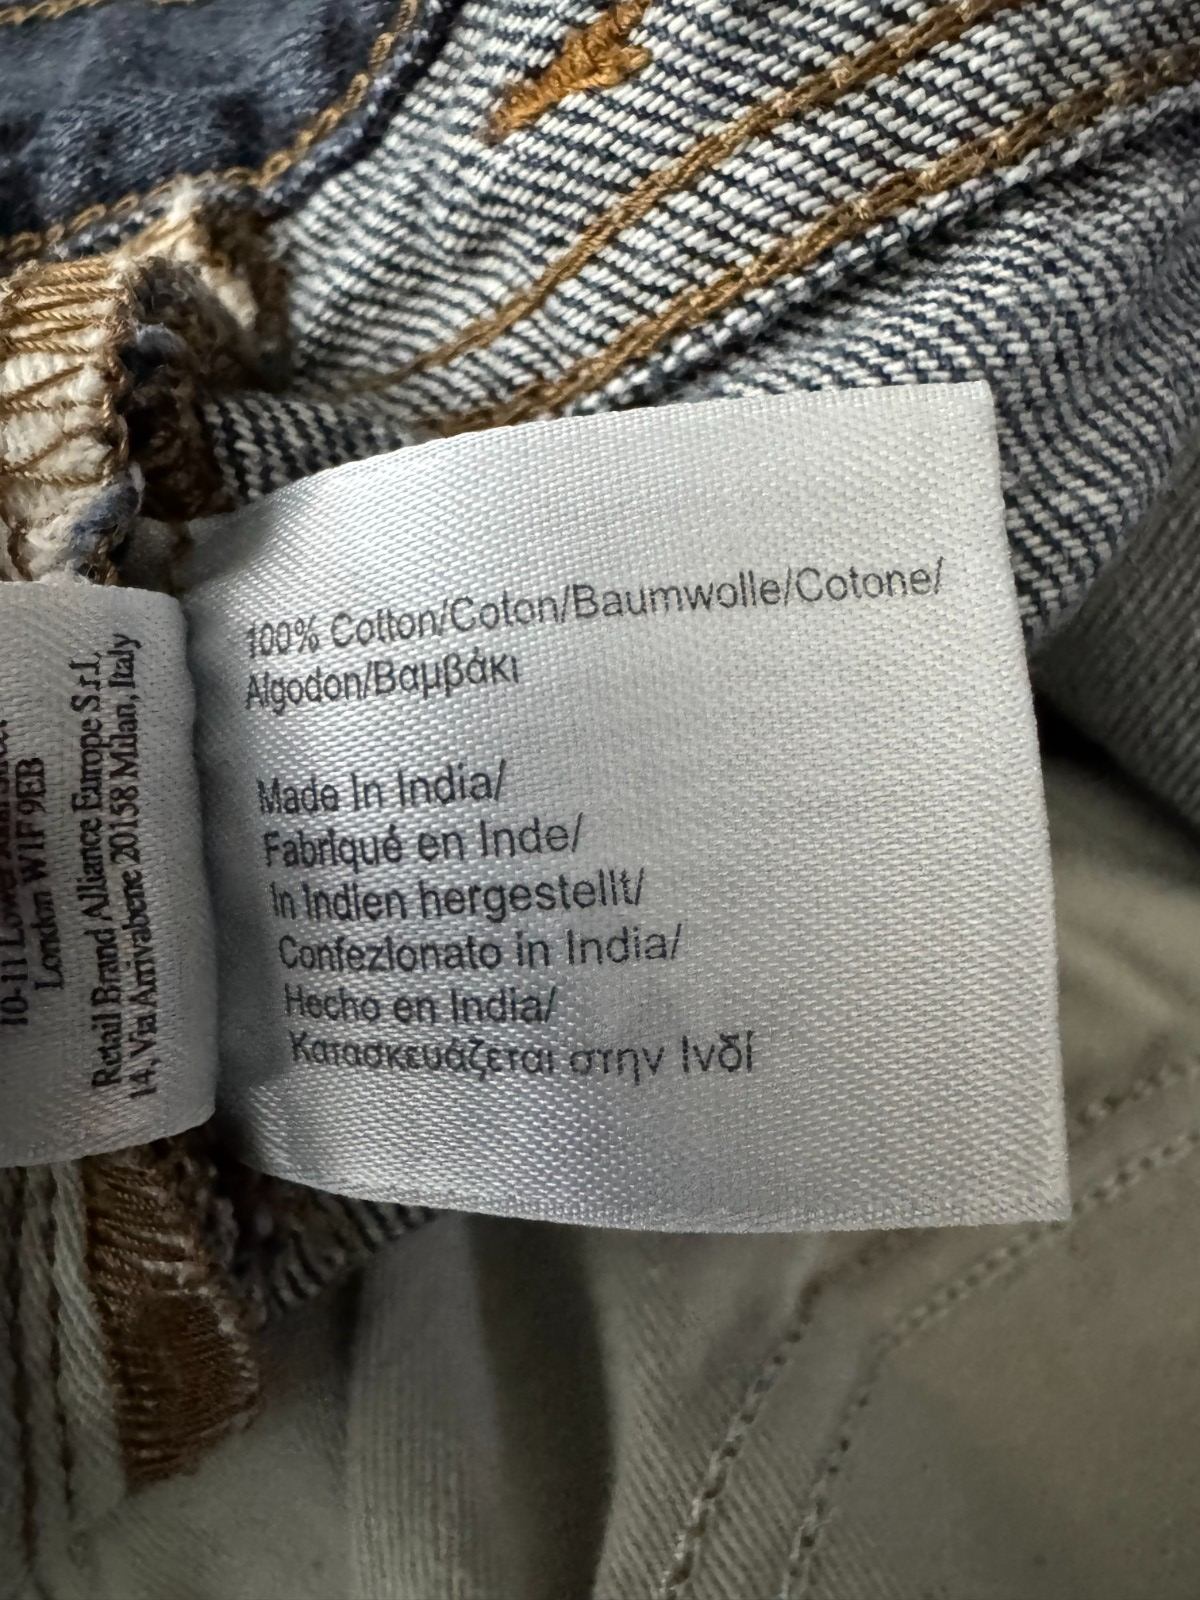 100% Cotton/Coton/Baumwolle/Cotone/
Algodon/Βαμβάκι
Made In India/
Fabriqué en Inde/
In Indien hergestellt/
Confezionato in India/
Hecho en India/
Κατασκευάζεται στην Ινδί
10-11
London W1F 9EB
Retail Brand Alliance Europe S.r.l.
14, Via Arrivabene 20158 Milan, Italy